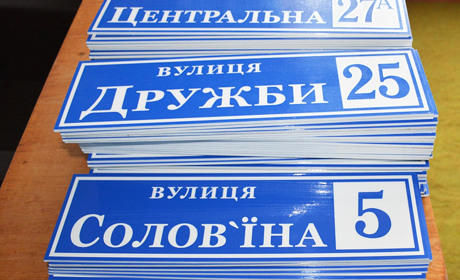 Центральна 27А
вулиця
Дружби 25
вулиця
Солов`їна 5